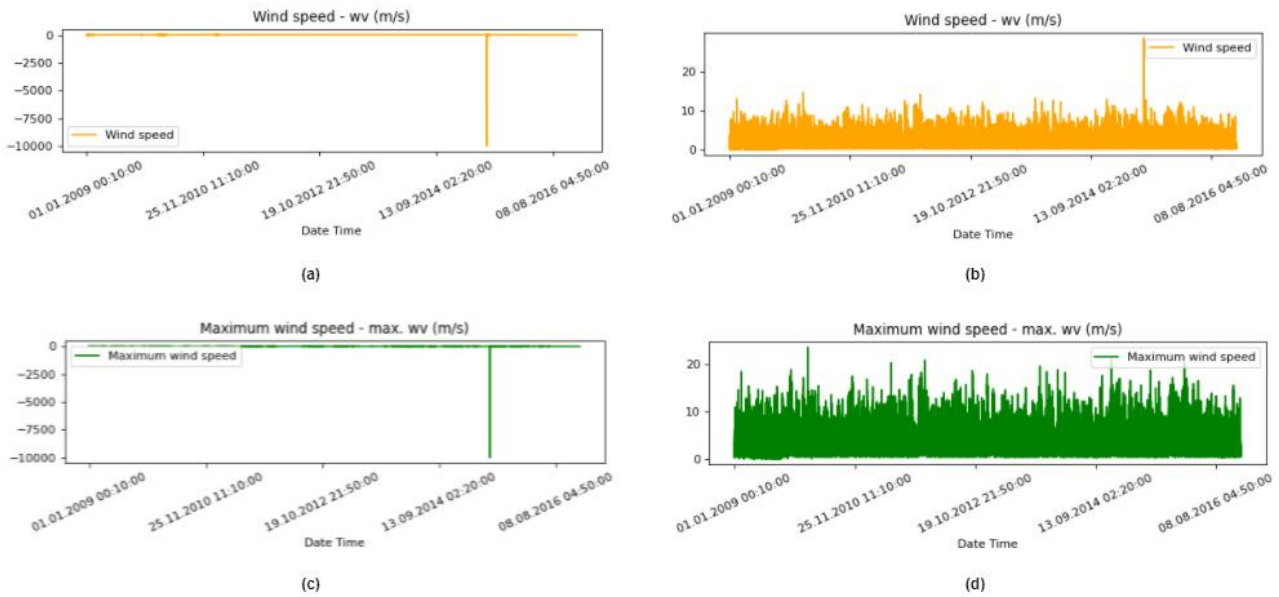 Wind speed - wv (m/s)
0
−2500
−5000
−7500
−10000
Wind speed
01.01.2009 00:10:00
25.11.2010 11:10:00
19.10.2012 21:50:00
13.09.2014 02:20:00
08.08.2016 04:50:00
Date Time
(a)
Wind speed - wv (m/s)
20
10
0
Wind speed
01.01.2009 00:10:00
25.11.2010 11:10:00
19.10.2012 21:50:00
13.09.2014 02:20:00
08.08.2016 04:50:00
Date Time
(b)
Maximum wind speed - max. wv (m/s)
0
−2500
−5000
−7500
−10000
Maximum wind speed
01.01.2009 00:10:00
25.11.2010 11:10:00
19.10.2012 21:50:00
13.09.2014 02:20:00
08.08.2016 04:50:00
Date Time
(c)
Maximum wind speed - max. wv (m/s)
20
10
0
Maximum wind speed
01.01.2009 00:10:00
25.11.2010 11:10:00
19.10.2012 21:50:00
13.09.2014 02:20:00
08.08.2016 04:50:00
Date Time
(d)